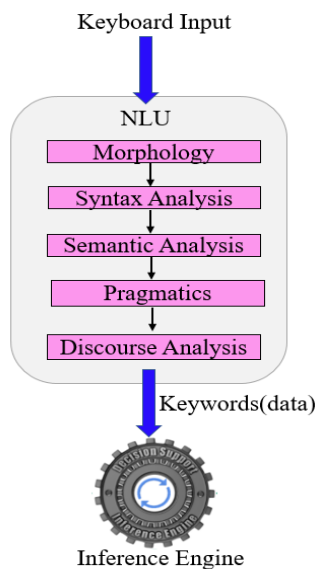 Keyboard Input
NLU
Morphology
Syntax Analysis
Semantic Analysis
Pragmatics
Discourse Analysis
Keywords(data)
Decision Support
Inference Engine
Inference Engine